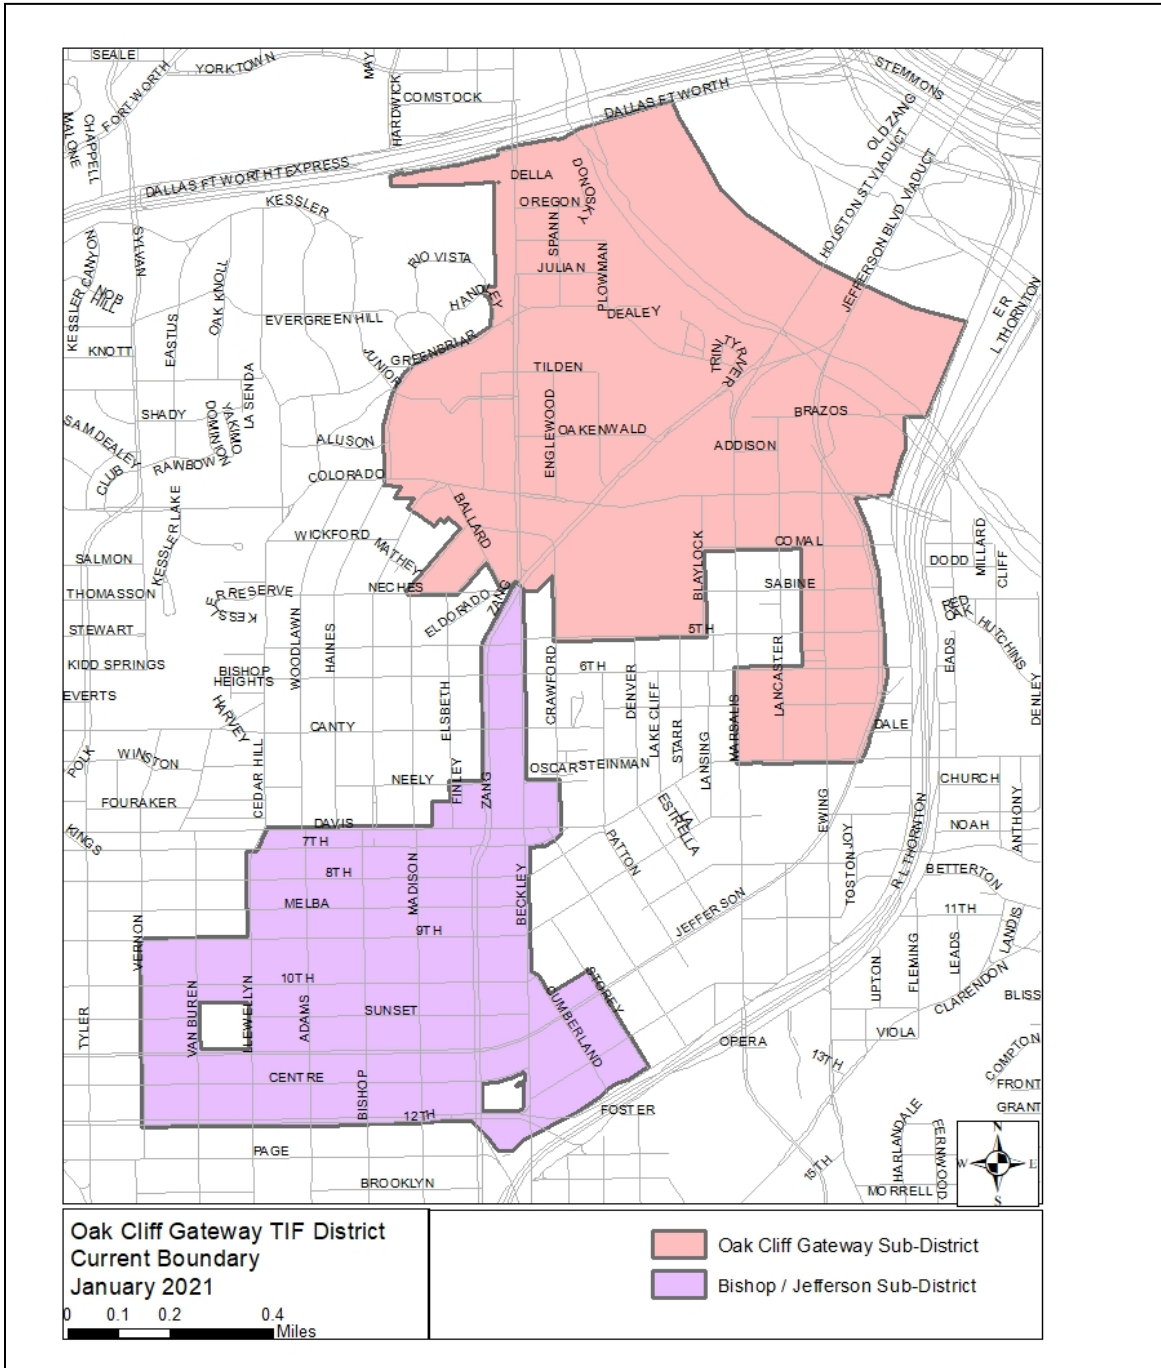 SEALE
YORKTOWN
MAY
HARDWICK
COMSTOCK
FORT WORTH
MALONE
CHAPPELL
DALLAS FT WORTH
STEMMONS
OLD ZANG
HOUSTON ST VIADUCT
JEFFERSON BLVD VIADUCT
DALLAS FT WORTHT EXPRESS
DELLA
DONOSKY
OREGON
SPANN
KESSLER
SYLVAN
KESSLER CANYON
NOB
HILL
OAK KNOLL
RIO VISTA
HANDLEY
JULIAN
PLOWMAN
DEALEY
E R
L THORNTON
KNOTT
EASTUS
EVERGREEN HILL
GREENBRIAR
JUNIOR
TRINITY RIVER
TILDEN
LA SENDA
SHADY
DOMINION
YAKIMO
SAM DEALEY
CLUB
RAINBOW
ALLISON
COLORADO
ENGLEWOOD
OAKENWALD
BRAZOS
ADDISON
KESSLER LAKE
BALLARD
WICKFORD
MATHEY
SALMON
BLAYLOCK
COMAL
DODD
MILLARD
CLIFF
THOMASSON
NECHES
SABINE
ELDORADO
ZANG
RED
OAK
HUTCHINS
STEWART
5TH
KIDD SPRINGS
BISHOP
HEIGHTS
WOODLAWN
HAINES
6TH
CRAWFORD
DENVER
LAKE CLIFF
STARR
LANSING
MARSALIS
LANCASTER
EADS
DENLEY
EVERTS
HARVEY
ELSBETH
CANTY
DALE
POLK
WINSTON
CEDAR HILL
NEELY
FINLEY
ZANG
OSCAR
STEINMAN
CHURCH
FOURAKER
LA
ESTRELLA
EWING
R L THORNTON
ANTHONY
KINGS
DAVIS
7TH
NOAH
PATTON
TOSTON JOY
8TH
MADISON
BECKLEY
BETTERTON
MELBA
JEFFERSON
11TH
LANDIS
VERNON
9TH
UPTON
FLEMING
LEADS
10TH
STOREY
CLARENDON
BLISS
TYLER
VAN BUREN
LLEWELLYN
ADAMS
SUNSET
CUMBERLAND
OPERA
VIOLA
13TH
COMPTON
CENTRE
BISHOP
FRONT
12TH
FOSTER
GRANT
PAGE
15TH
HARLANDALE
FERNWOOD
BROOKLYN
MORRELL
N
W E
S
Oak Cliff Gateway TIF District
Current Boundary
January 2021
0 0.1 0.2 0.4
Miles
Oak Cliff Gateway Sub-District
Bishop / Jefferson Sub-District